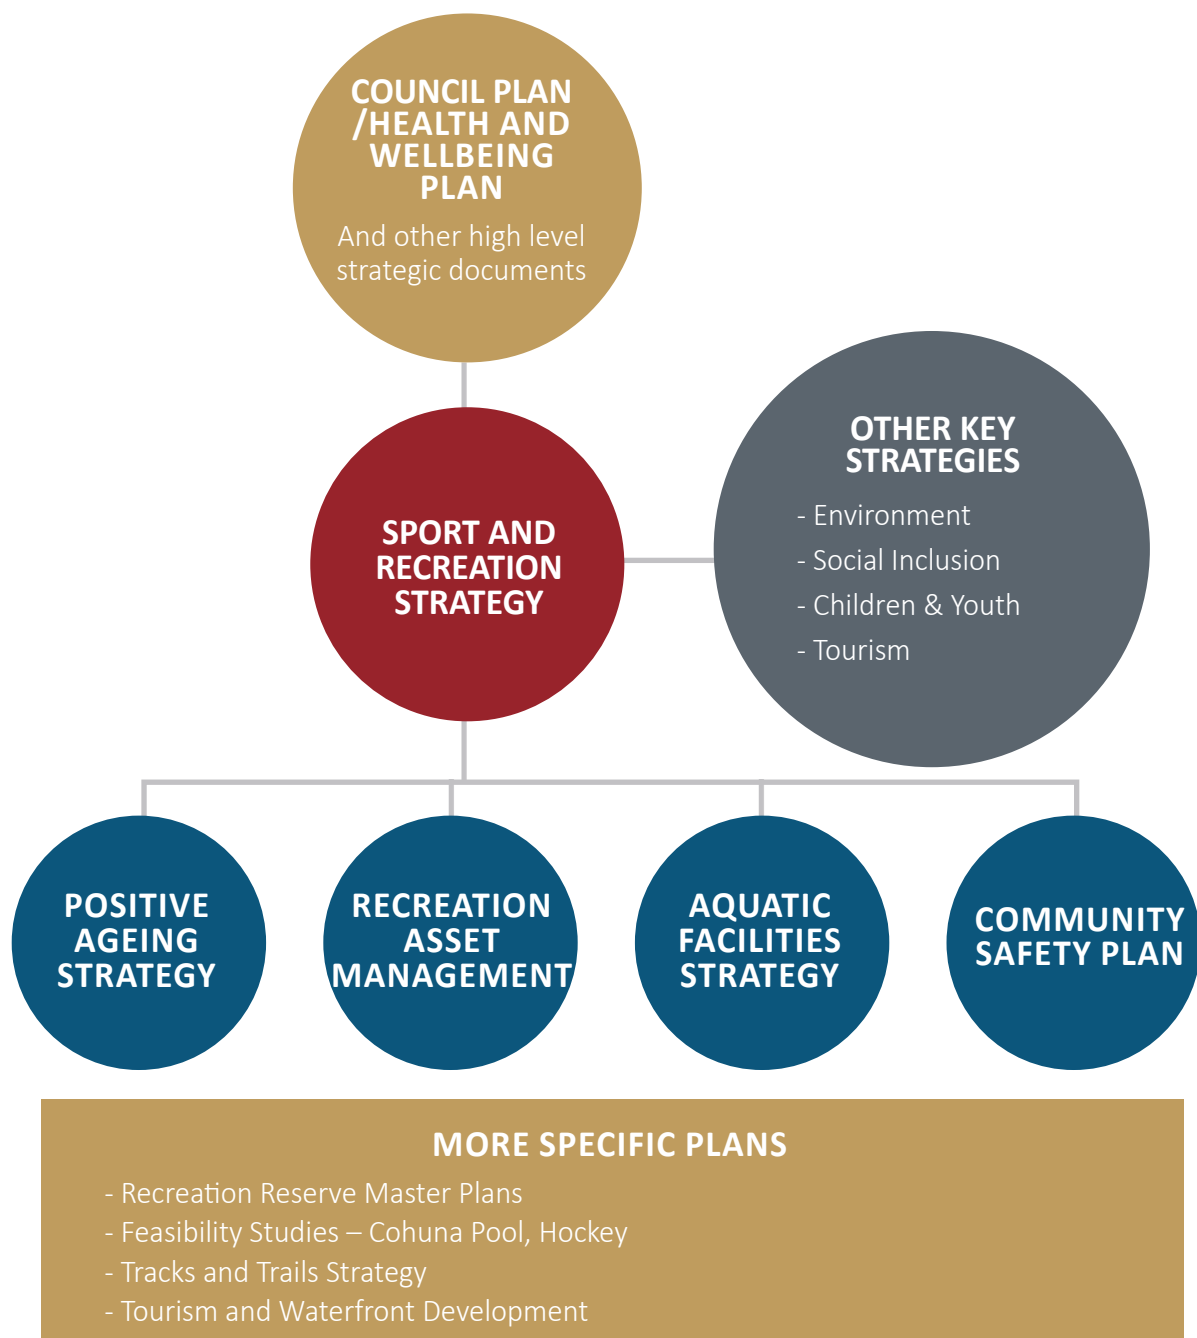 COUNCIL PLAN
/HEALTH AND
WELLBEING
PLAN
And other high level
strategic documents
SPORT AND
RECREATION
STRATEGY
OTHER KEY
STRATEGIES
- Environment
- Social Inclusion
- Children & Youth
- Tourism
POSITIVE
AGEING
STRATEGY
RECREATION
ASSET
MANAGEMENT
AQUATIC
FACILITIES
STRATEGY
COMMUNITY
SAFETY PLAN
MORE SPECIFIC PLANS
- Recreation Reserve Master Plans
- Feasibility Studies – Cohuna Pool, Hockey
- Tracks and Trails Strategy
- Tourism and Waterfront Development